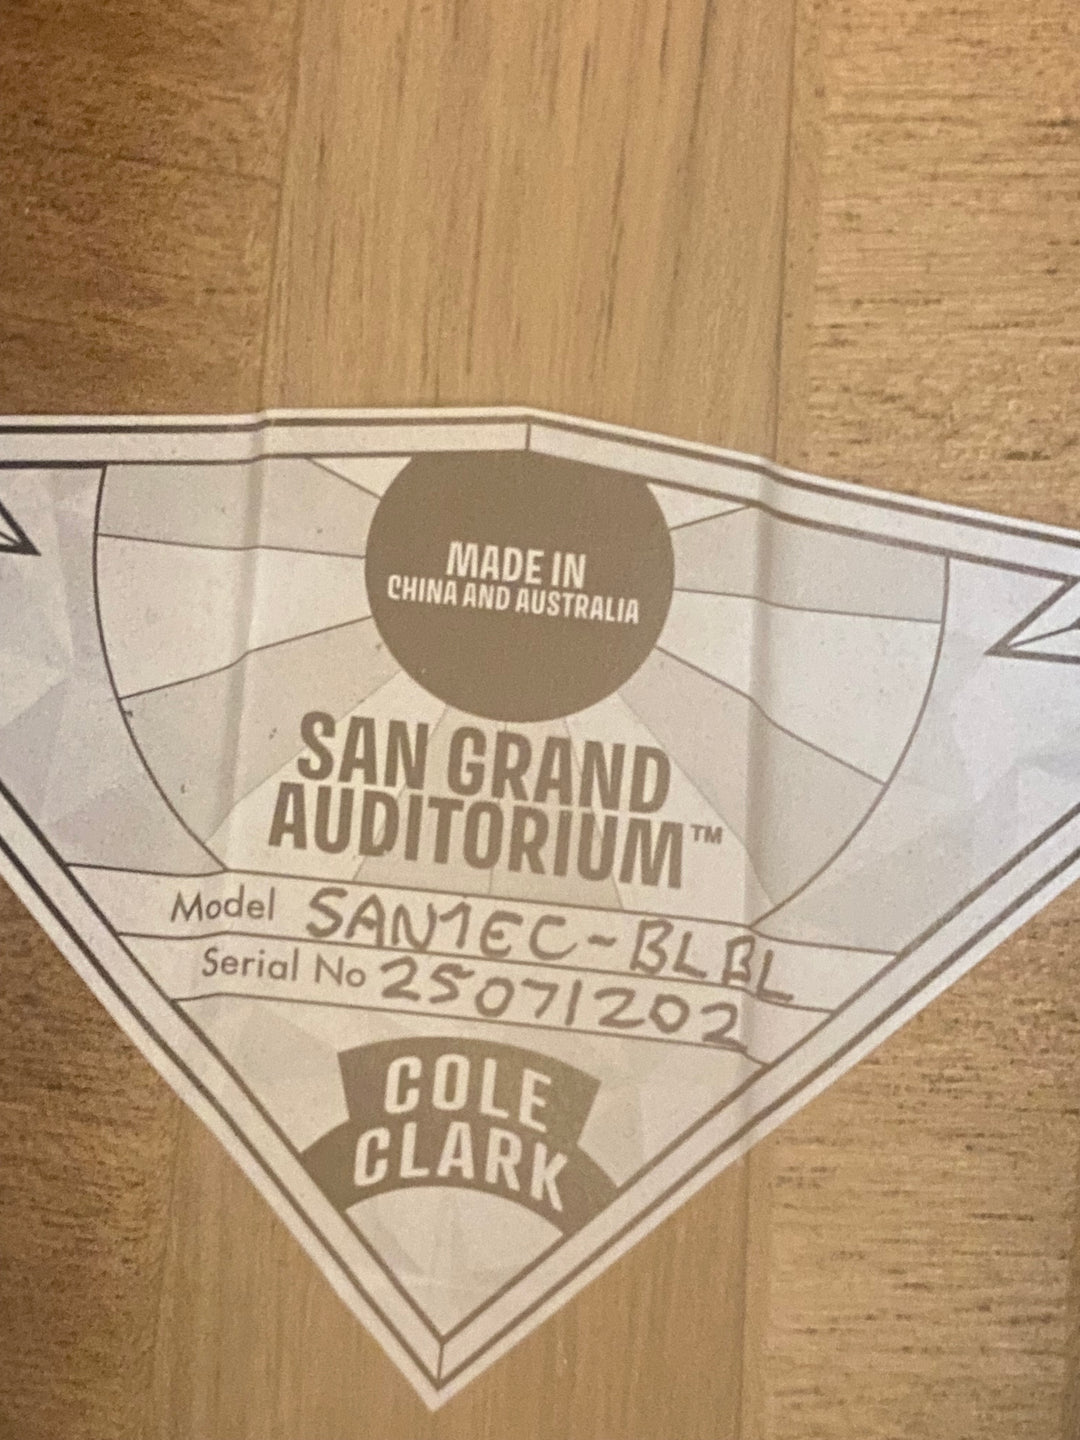 MADE IN
CHINA AND AUSTRALIA
SAN GRAND
AUDITORIUM™
Model SAN1EC-BLBL
Serial No 25071202
COLE
CLARK